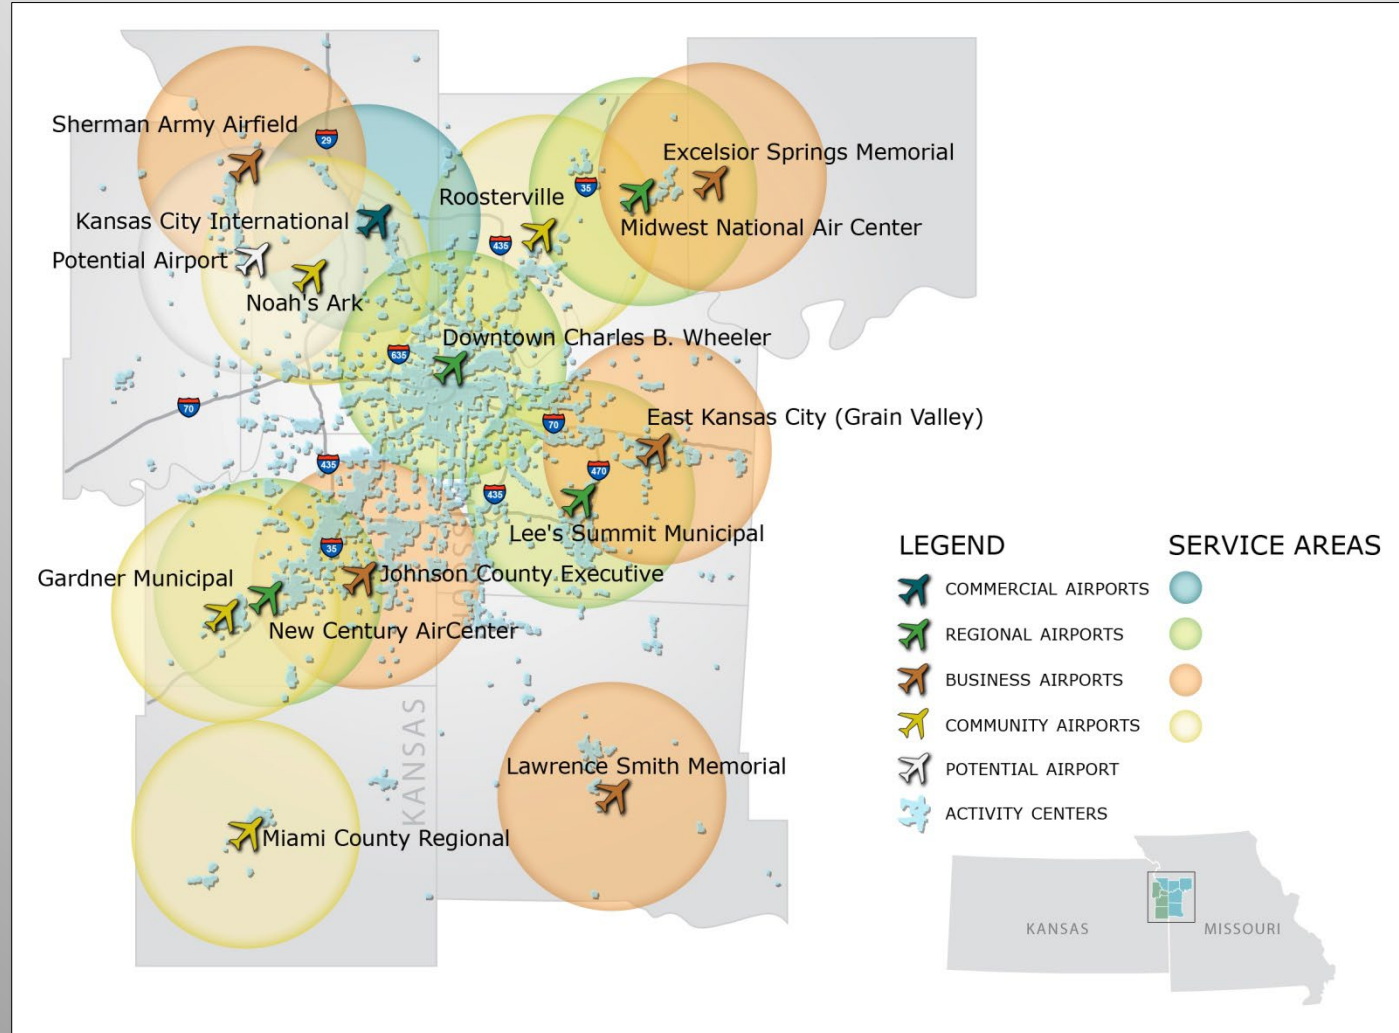 Sherman Army Airfield
29
Excelsior Springs Memorial
35
Roosterville
Kansas City International
Midwest National Air Center
435
Potential Airport
Noah's Ark
Downtown Charles B. Wheeler
635
70
East Kansas City (Grain Valley)
70
435
470
435
Lee's Summit Municipal
35
Gardner Municipal
Johnson County Executive
New Century AirCenter
KANSAS
Lawrence Smith Memorial
Miami County Regional
LEGEND
SERVICE AREAS
COMMERCIAL AIRPORTS
REGIONAL AIRPORTS
BUSINESS AIRPORTS
COMMUNITY AIRPORTS
POTENTIAL AIRPORT
ACTIVITY CENTERS
KANSAS
MISSOURI